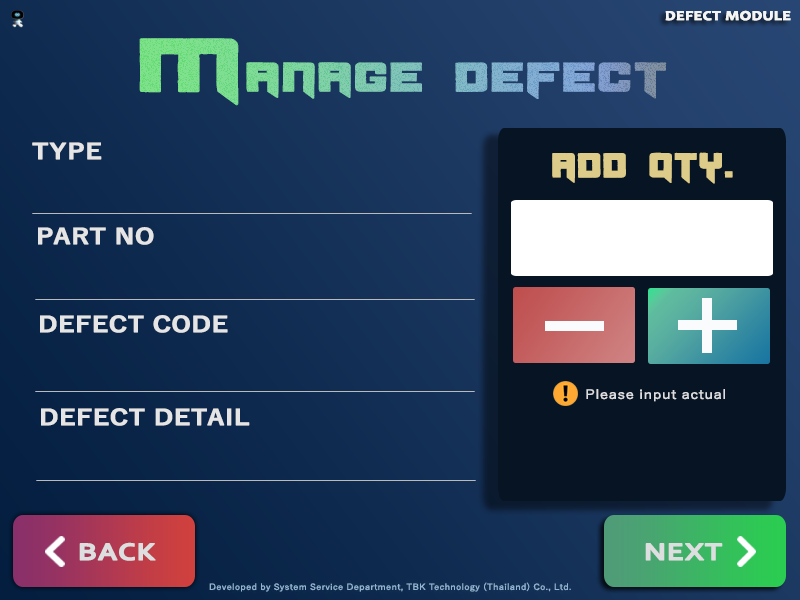 DEFECT MODULE
MANAGE DEFECT
TYPE
PART NO
DEFECT CODE
DEFECT DETAIL
ADD QTY.
Please input actual
BACK
NEXT
Developed by System Service Department, TBK Technology (Thailand) Co., Ltd.